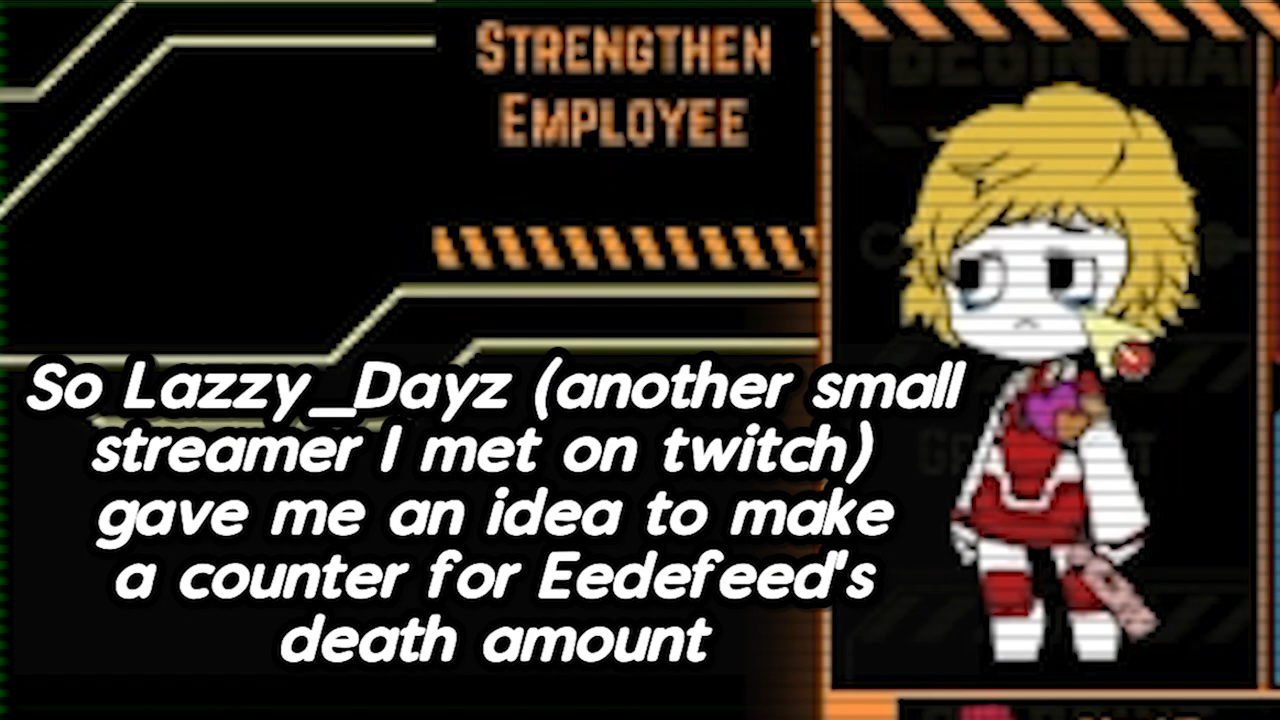 STRENGTHEN
EMPLOYEE
So Lazzy_Dayz (another small
streamer I met on twitch)
gave me an idea to make
a counter for Eedefeed's
death amount